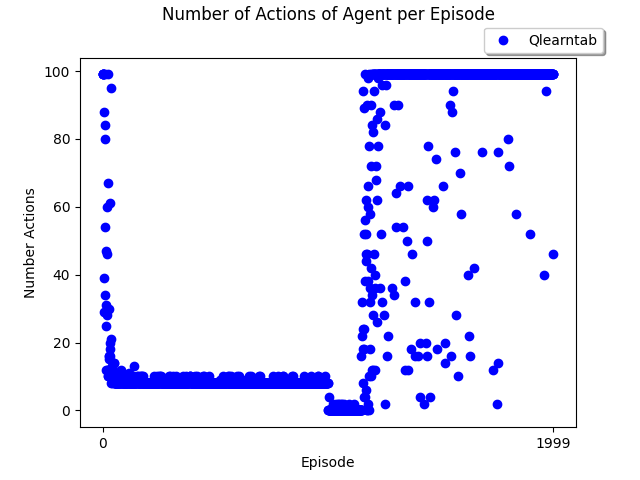 Number of Actions of Agent per Episode
Qlearntab
100
80
60
40
20
0
Number Actions
0
1999
Episode